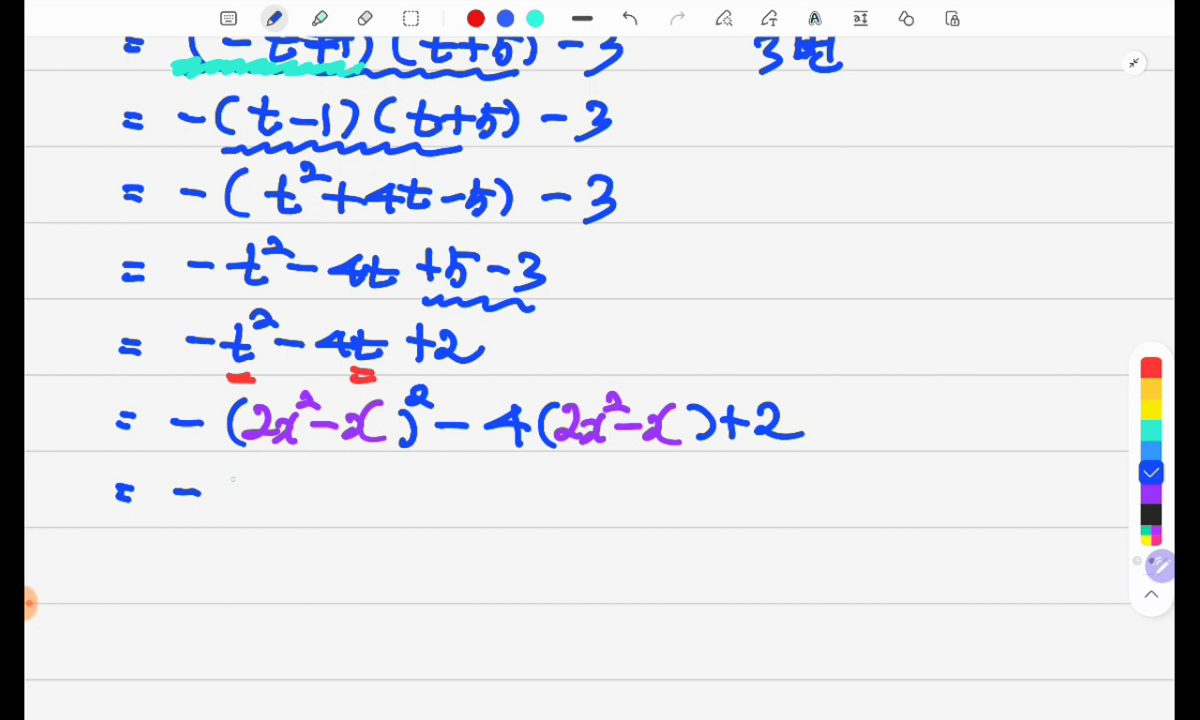 = (-t+1)(t+5)-3 3번
= -(t-1)(t+5)-3
= -(t²+4t-5)-3
= -t²-4t+5-3
= -t²-4t+2
= -(2x²-x)²-4(2x²-x)+2
= -